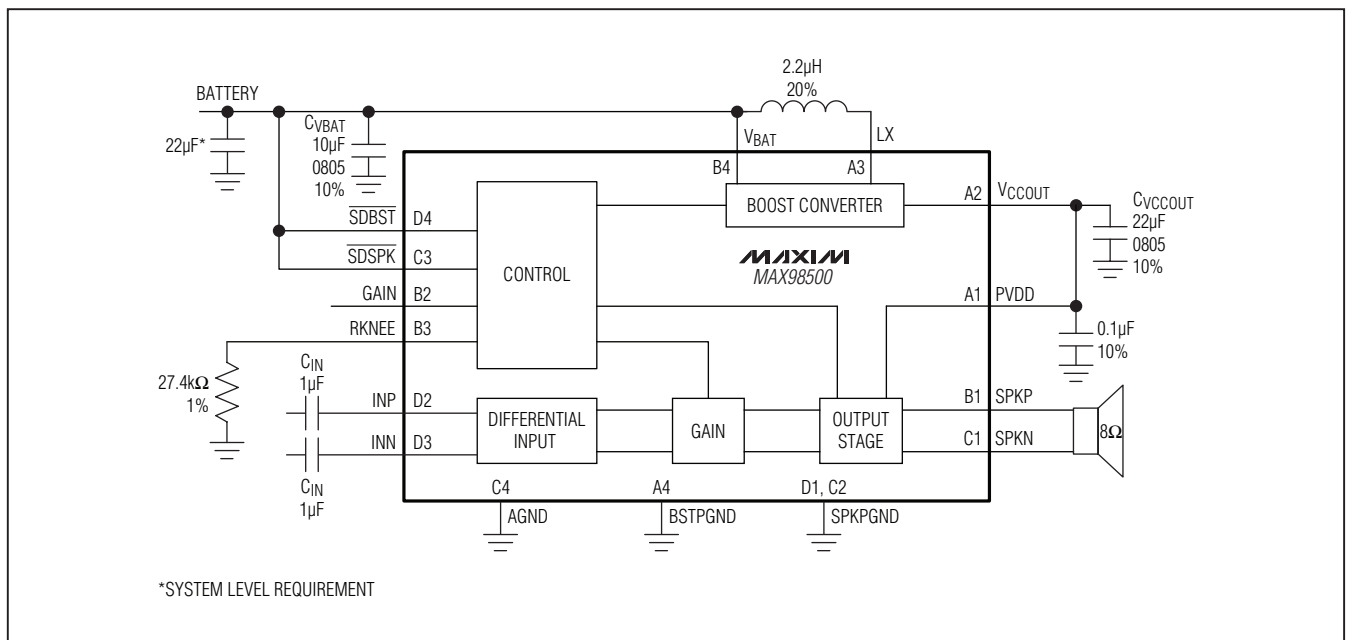 BATTERY
22µF*
CVBAT
10µF
0805
10%
2.2µH
20%
VBAT
LX
B4
A3
BOOST CONVERTER
A2
VCCOUT
CVCCOUT
22µF
0805
10%
SDBST
D4
SDSPK
C3
GAIN
B2
RKNEE
B3
CONTROL
MAXIM
MAX98500
A1
PVDD
0.1µF
10%
27.4kΩ
1%
CIN
1µF
INP
D2
INN
D3
CIN
1µF
DIFFERENTIAL
INPUT
GAIN
OUTPUT
STAGE
B1
SPKP
C1
SPKN
8Ω
C4
AGND
A4
BSTPGND
D1, C2
SPKPGND
*SYSTEM LEVEL REQUIREMENT